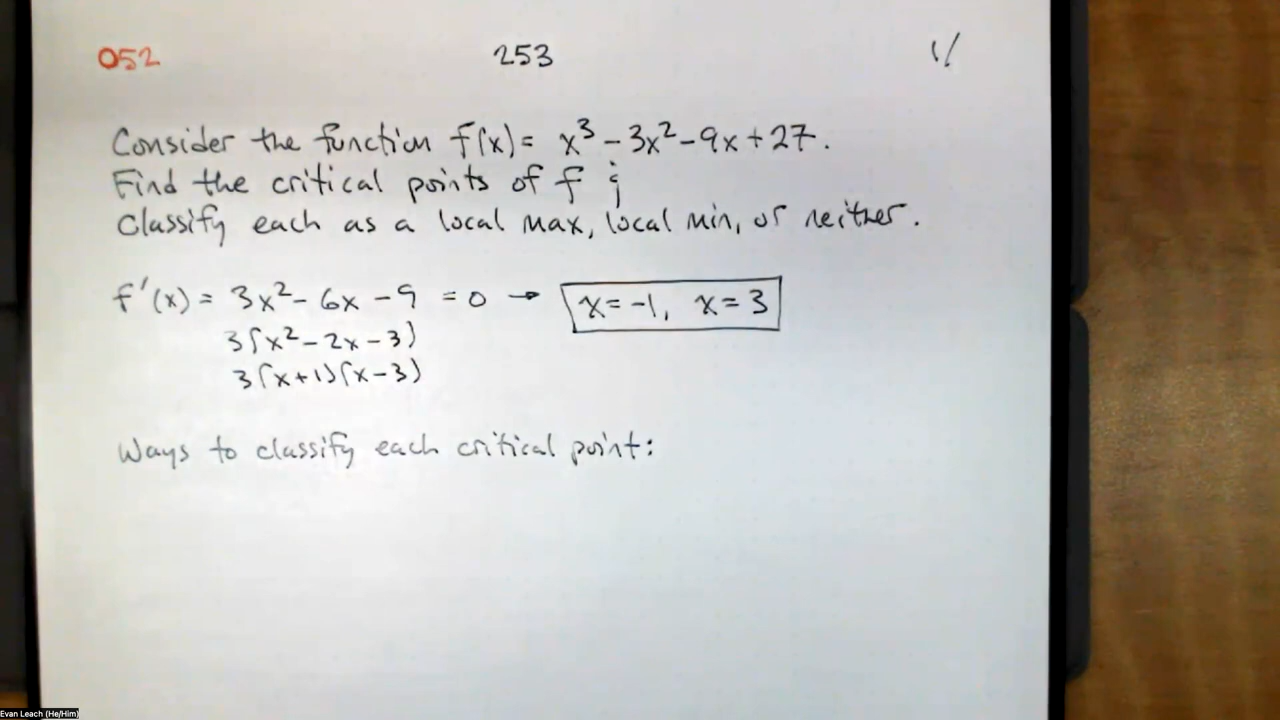 052 253 1/
Consider the function f(x) = x³ - 3x² - 9x + 27.
Find the critical points of f &
Classify each as a local max, local min, or neither.
f'(x) = 3x² - 6x - 9 = 0 → x = -1, x = 3
3(x² - 2x - 3)
3(x+1)(x-3)
Ways to classify each critical point:
Evan Leach (He/Him)